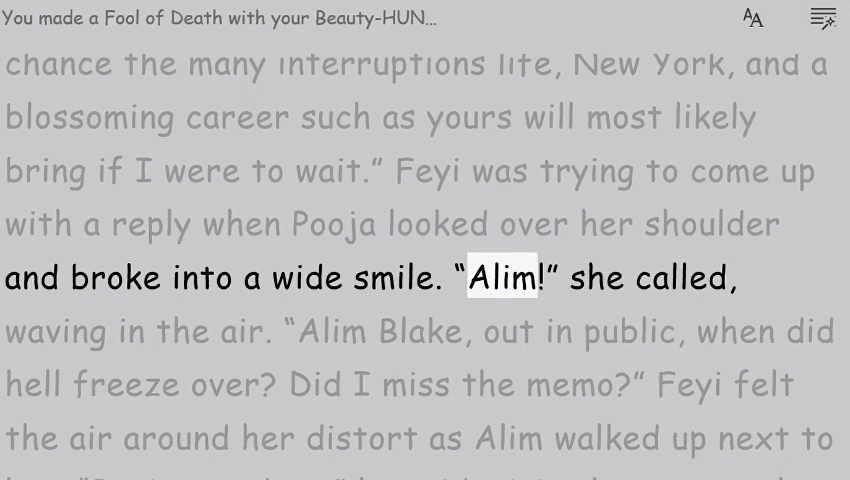 You made a Fool of Death with your Beauty-HUN...
AA
chance the many interruptions life, New York, and a
blossoming career such as yours will most likely
bring if I were to wait.” Feyi was trying to come up
with a reply when Pooja looked over her shoulder
and broke into a wide smile. “Alim!” she called,
waving in the air. “Alim Blake, out in public, when did
hell freeze over? Did I miss the memo?” Feyi felt
the air around her distort as Alim walked up next to